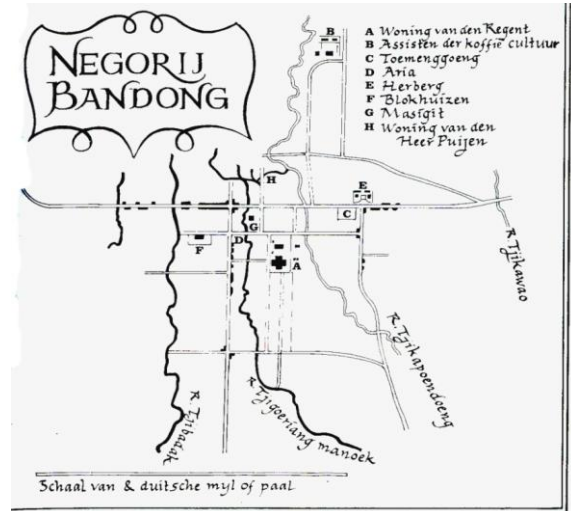 NEGORIJ
BANDONG
A Woning van den Regent
B Assistèn der koffie cultuur
C Toemenggoeng
D Aria
E Herberg
F Blokhuizen
G Masigit
H Woning van den
Heer Puijen
B
H
E
C
G
D
F
A
R. Tjikawao
R. Tjikapoendoeng
R. Tjigoeriang manoek
R. Tjibadak
Schaal van & duitsche myl of paal